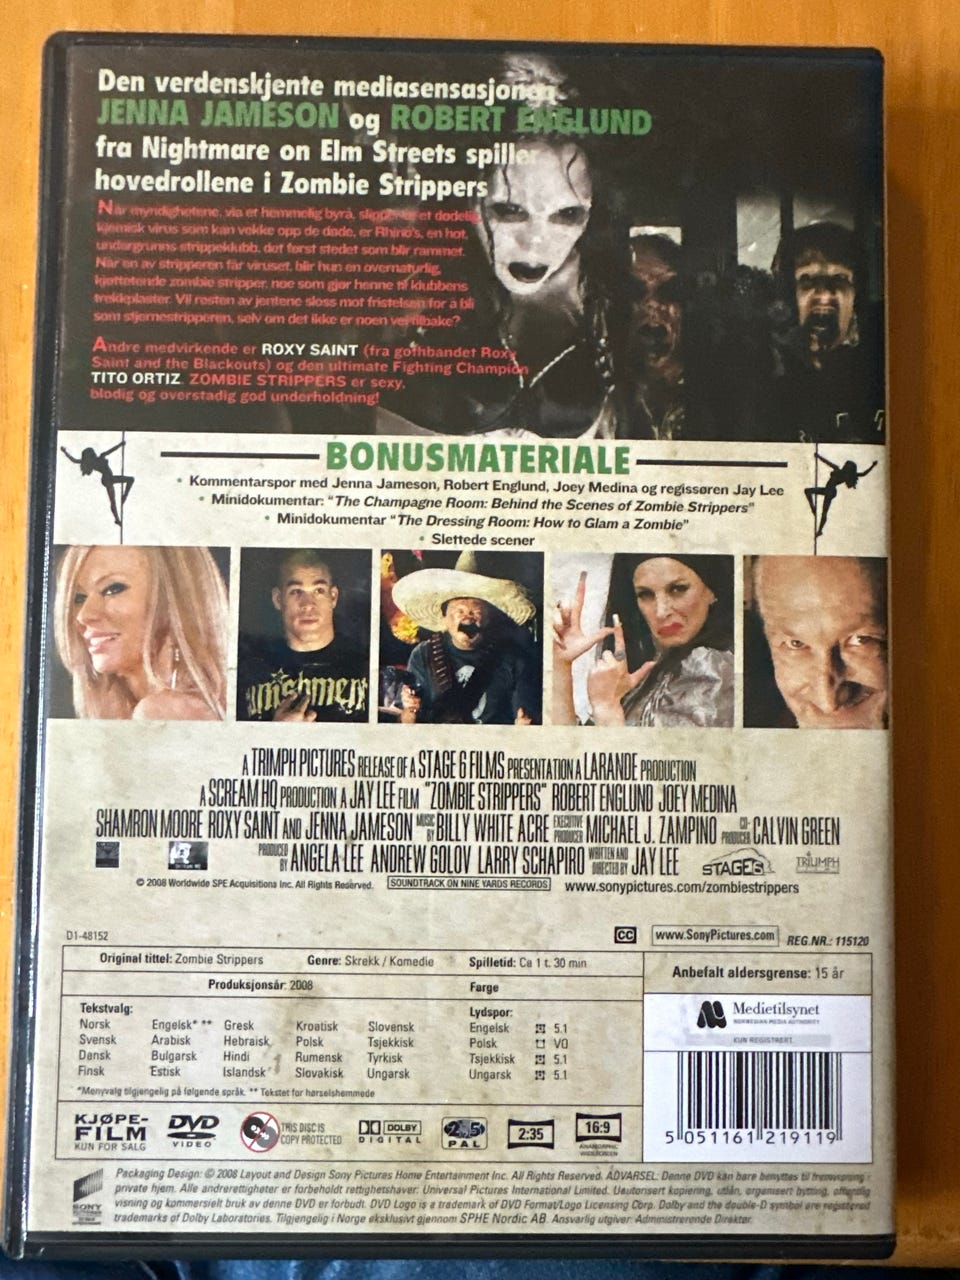 Den verdenskjente mediasensasjonen
JENNA JAMESON og ROBERT ENGLUND
fra Nightmare on Elm Streets spiller
hovedrollene i Zombie Strippers
Når myndighetene, via et hemmelig byrå, slipper et dødelig
kjemisk virus som kan vekke opp de døde, er Rhino's, en hot,
undergrunns strippeklubb, det først stedet som blir rammet.
Når en av stripperen får viruset, blir hun en overnaturlig,
kjøttetende zombie stripper, noe som gjør henne til klubbens
trekkplaster. Vil resten av jentene sloss mot fristelsen for å bli
som stjernestripperen, selv om det ikke er noen vei tilbake?
Andre medvirkende er ROXY SAINT (fra gothbandet Roxy
Saint and the Blackouts) og den ultimate Fighting Champion
TITO ORTIZ. ZOMBIE STRIPPERS er sexy,
blodig og overstadig god underholdning!
BONUSMATERIALE
• Kommentarspor med Jenna Jameson, Robert Englund, Joey Medina og regissøren Jay Lee
• Minidokumentar: "The Champagne Room: Behind the Scenes of Zombie Strippers"
• Minidokumentar "The Dressing Room: How to Glam a Zombie"
• Slettede scener
A TRIMPH PICTURES RELEASE OF A STAGE 6 FILMS PRESENTATION A LARANDE PRODUCTION
A SCREAM HQ PRODUCTION A JAY LEE FILM "ZOMBIE STRIPPERS" ROBERT ENGLUND JOEY MEDINA
SHAMRON MOORE ROXY SAINT AND JENNA JAMESON MUSIC BY BILLY WHITE ACRE EXECUTIVE PRODUCER MICHAEL J. ZAMPINO CO-PRODUCER CALVIN GREEN
PRODUCED BY ANGELA LEE ANDREW GOLOV LARRY SCHAPIRO WRITTEN AND DIRECTED BY JAY LEE STAGE 6 TRIUMPH
© 2008 Worldwide SPE Acquisitions Inc. All Rights Reserved. SOUNDTRACK ON NINE YARDS RECORDS www.sonypictures.com/zombiestrippers
D1-48152 CC www.SonyPictures.com REG.NR.: 115120
Original tittel: Zombie Strippers Genre: Skrekk / Komedie Spilletid: Ca 1 t. 30 min
Produksjonsår: 2008 Farge
Anbefalt aldersgrense: 15 år
Medietilsynet
NORWEGIAN MEDIA AUTHORITY
KUN REGISTRERT
Tekstvalg: Lydspor:
Norsk Engelsk* ** Gresk Kroatisk Slovensk Engelsk 5.1
Svensk Arabisk Hebraisk Polsk Tsjekkisk Polsk VO
Dansk Bulgarsk Hindi Rumensk Tyrkisk Tsjekkisk 5.1
Finsk Estisk Islandsk Slovakisk Ungarsk Ungarsk 5.1
*Menyvalg tilgjengelig på følgende språk. ** Tekstet for hørselshemmede
KJØPE-
FILM
KUN FOR SALG
DVD
VIDEO
THIS DISC IS
COPY PROTECTED
DOLBY
DIGITAL
2,5
PAL
2:35
16:9
ANAMORPHIC
WIDESCREEN
5 051161 219119
SONY
Packaging Design: © 2008 Layout and Design Sony Pictures Home Entertainment Inc. All Rights Reserved. ADVARSEL: Denne DVD kan bare benyttes til fremvisning i
private hjem. Alle andrerettigheter er forbeholdt rettighetshaver: Universal Pictures International Limited. Uautorisert kopiering, utlån, organisert bytting, offentlig
visning og kommersielt bruk av denne DVD er forbudt. DVD Logo is a trademark of DVD Format/Logo Licensing Corp. Dolby and the double-D symbol are registered
trademarks of Dolby Laboratories. Tilgjengelig i Norge eksklusivt gjennom SPHE Nordic AB. Ansvarlig utgiver: Administrerende Direktør.